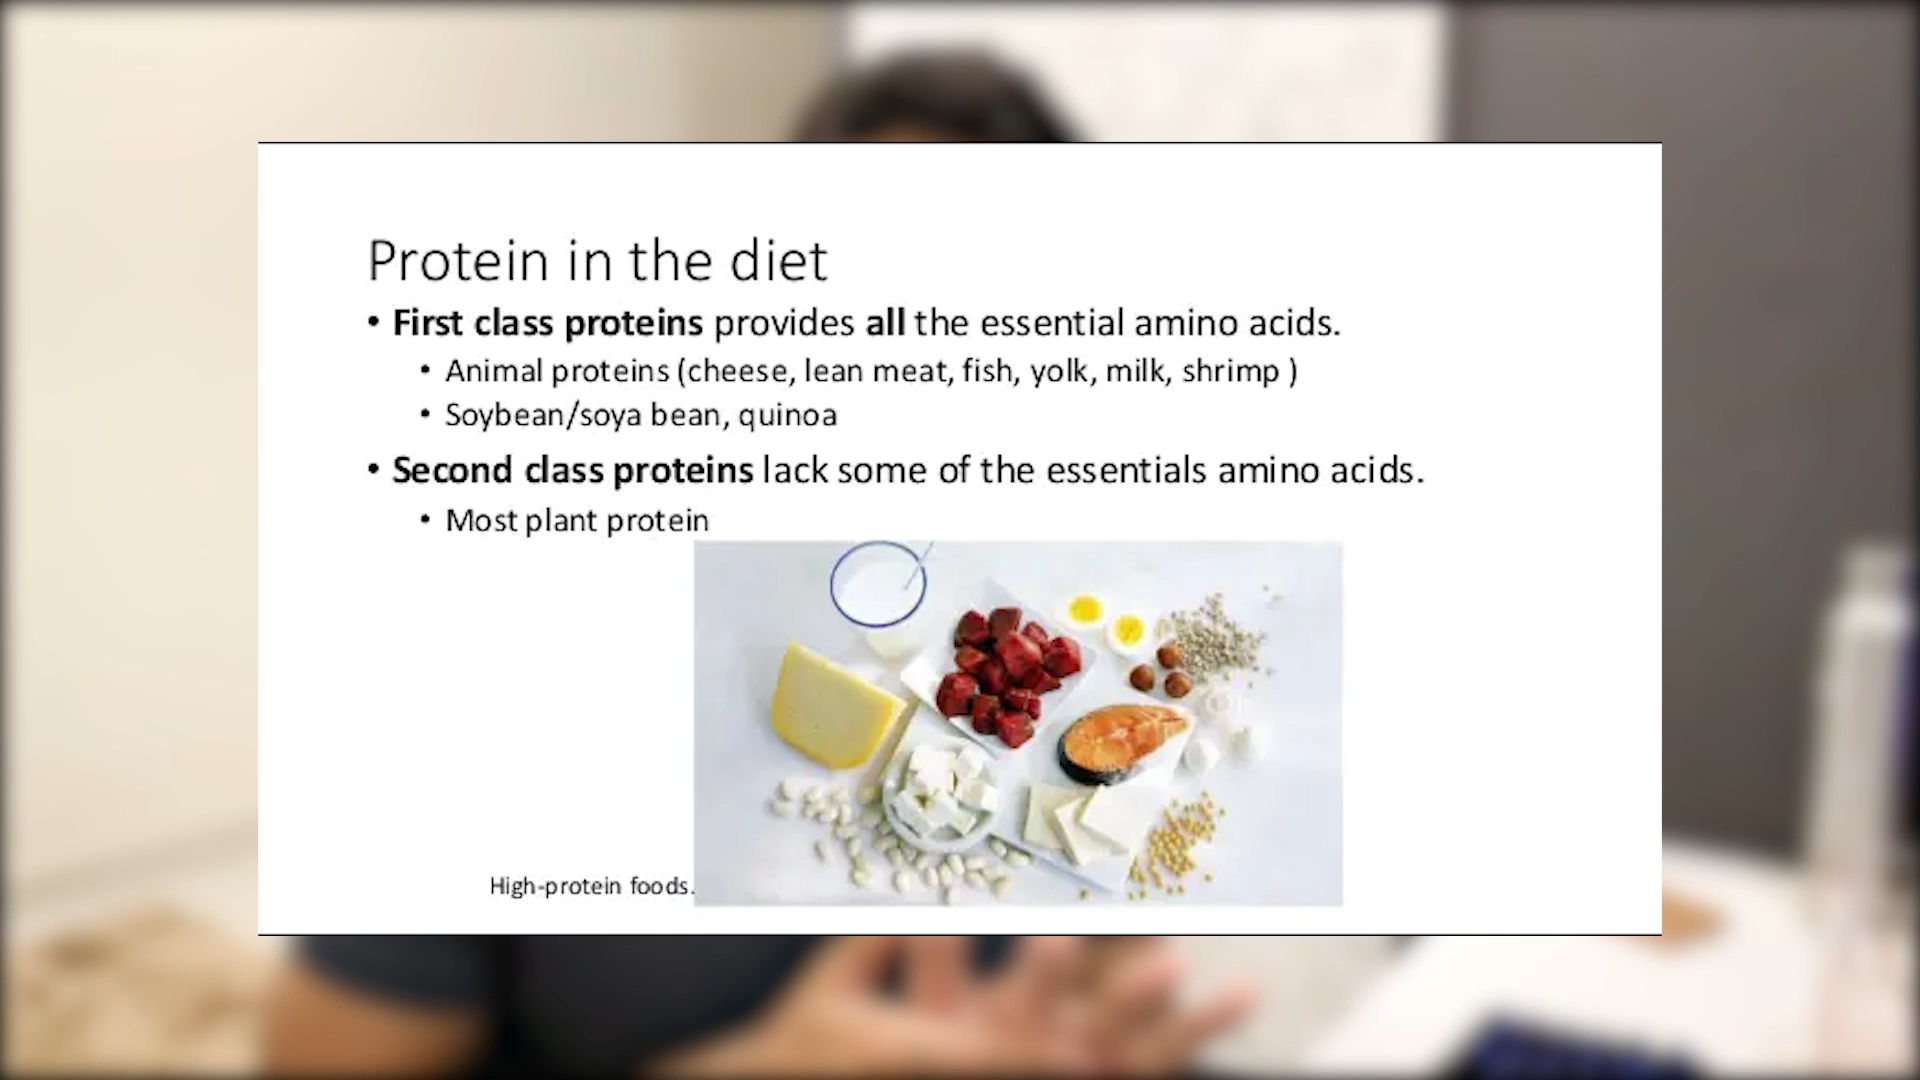 Protein in the diet
• First class proteins provides all the essential amino acids.
• Animal proteins (cheese, lean meat, fish, yolk, milk, shrimp )
• Soybean/soya bean, quinoa
• Second class proteins lack some of the essentials amino acids.
• Most plant protein
High-protein foods.